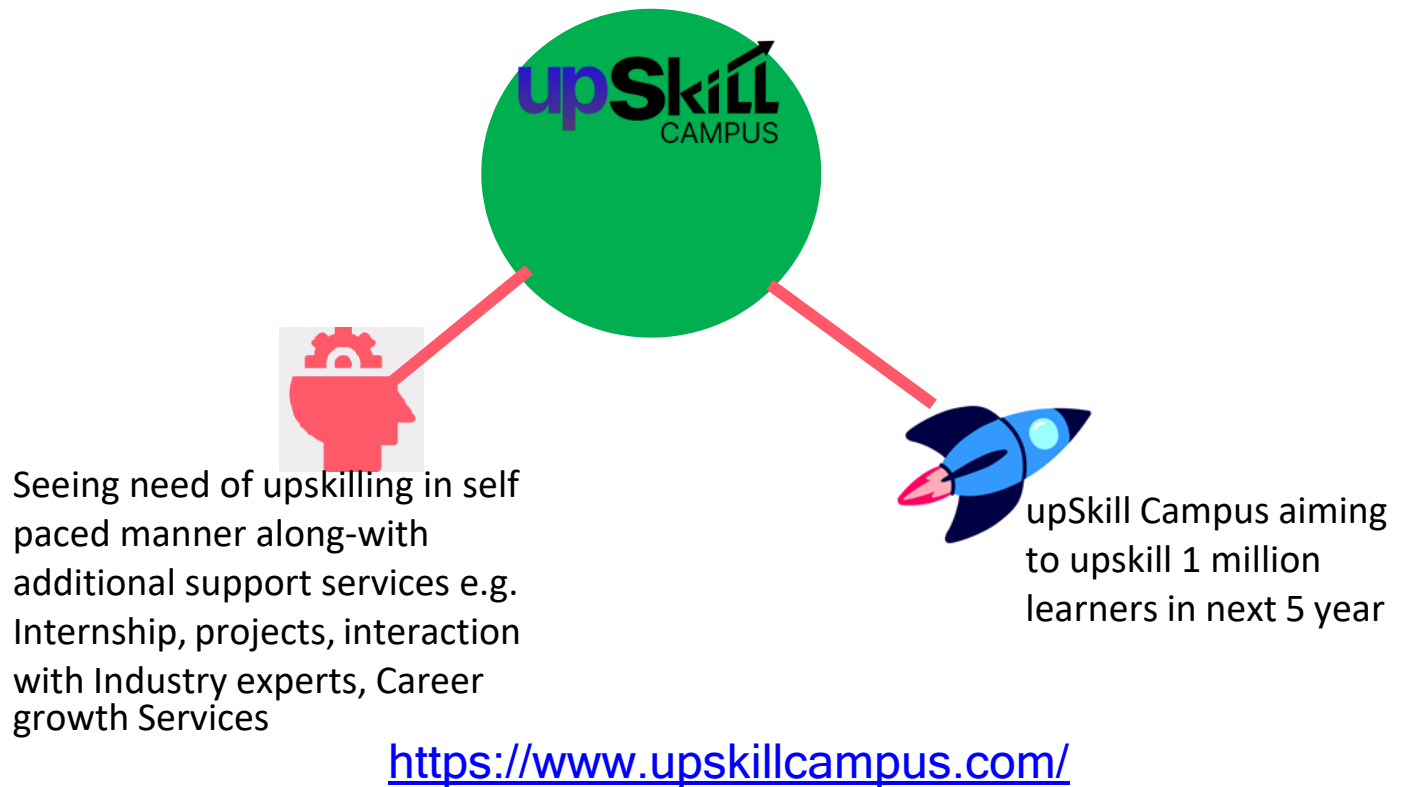 upSkill
CAMPUS
Seeing need of upskilling in self
paced manner along-with
additional support services e.g.
Internship, projects, interaction
with Industry experts, Career
growth Services
upSkill Campus aiming
to upskill 1 million
learners in next 5 year
https://www.upskillcampus.com/